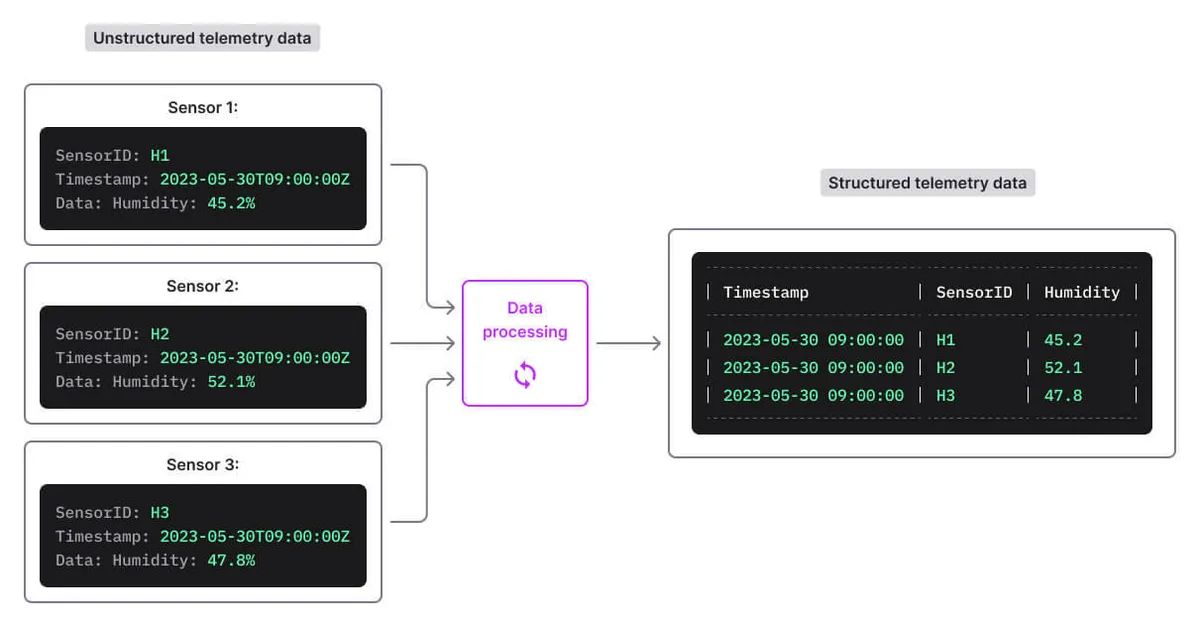 Unstructured telemetry data
Sensor 1:
SensorID: H1
Timestamp: 2023-05-30T09:00:00Z
Data: Humidity: 45.2%
Sensor 2:
SensorID: H2
Timestamp: 2023-05-30T09:00:00Z
Data: Humidity: 52.1%
Sensor 3:
SensorID: H3
Timestamp: 2023-05-30T09:00:00Z
Data: Humidity: 47.8%
Data
processing
Structured telemetry data
| Timestamp | SensorID | Humidity |
| 2023-05-30 09:00:00 | H1 | 45.2 |
| 2023-05-30 09:00:00 | H2 | 52.1 |
| 2023-05-30 09:00:00 | H3 | 47.8 |